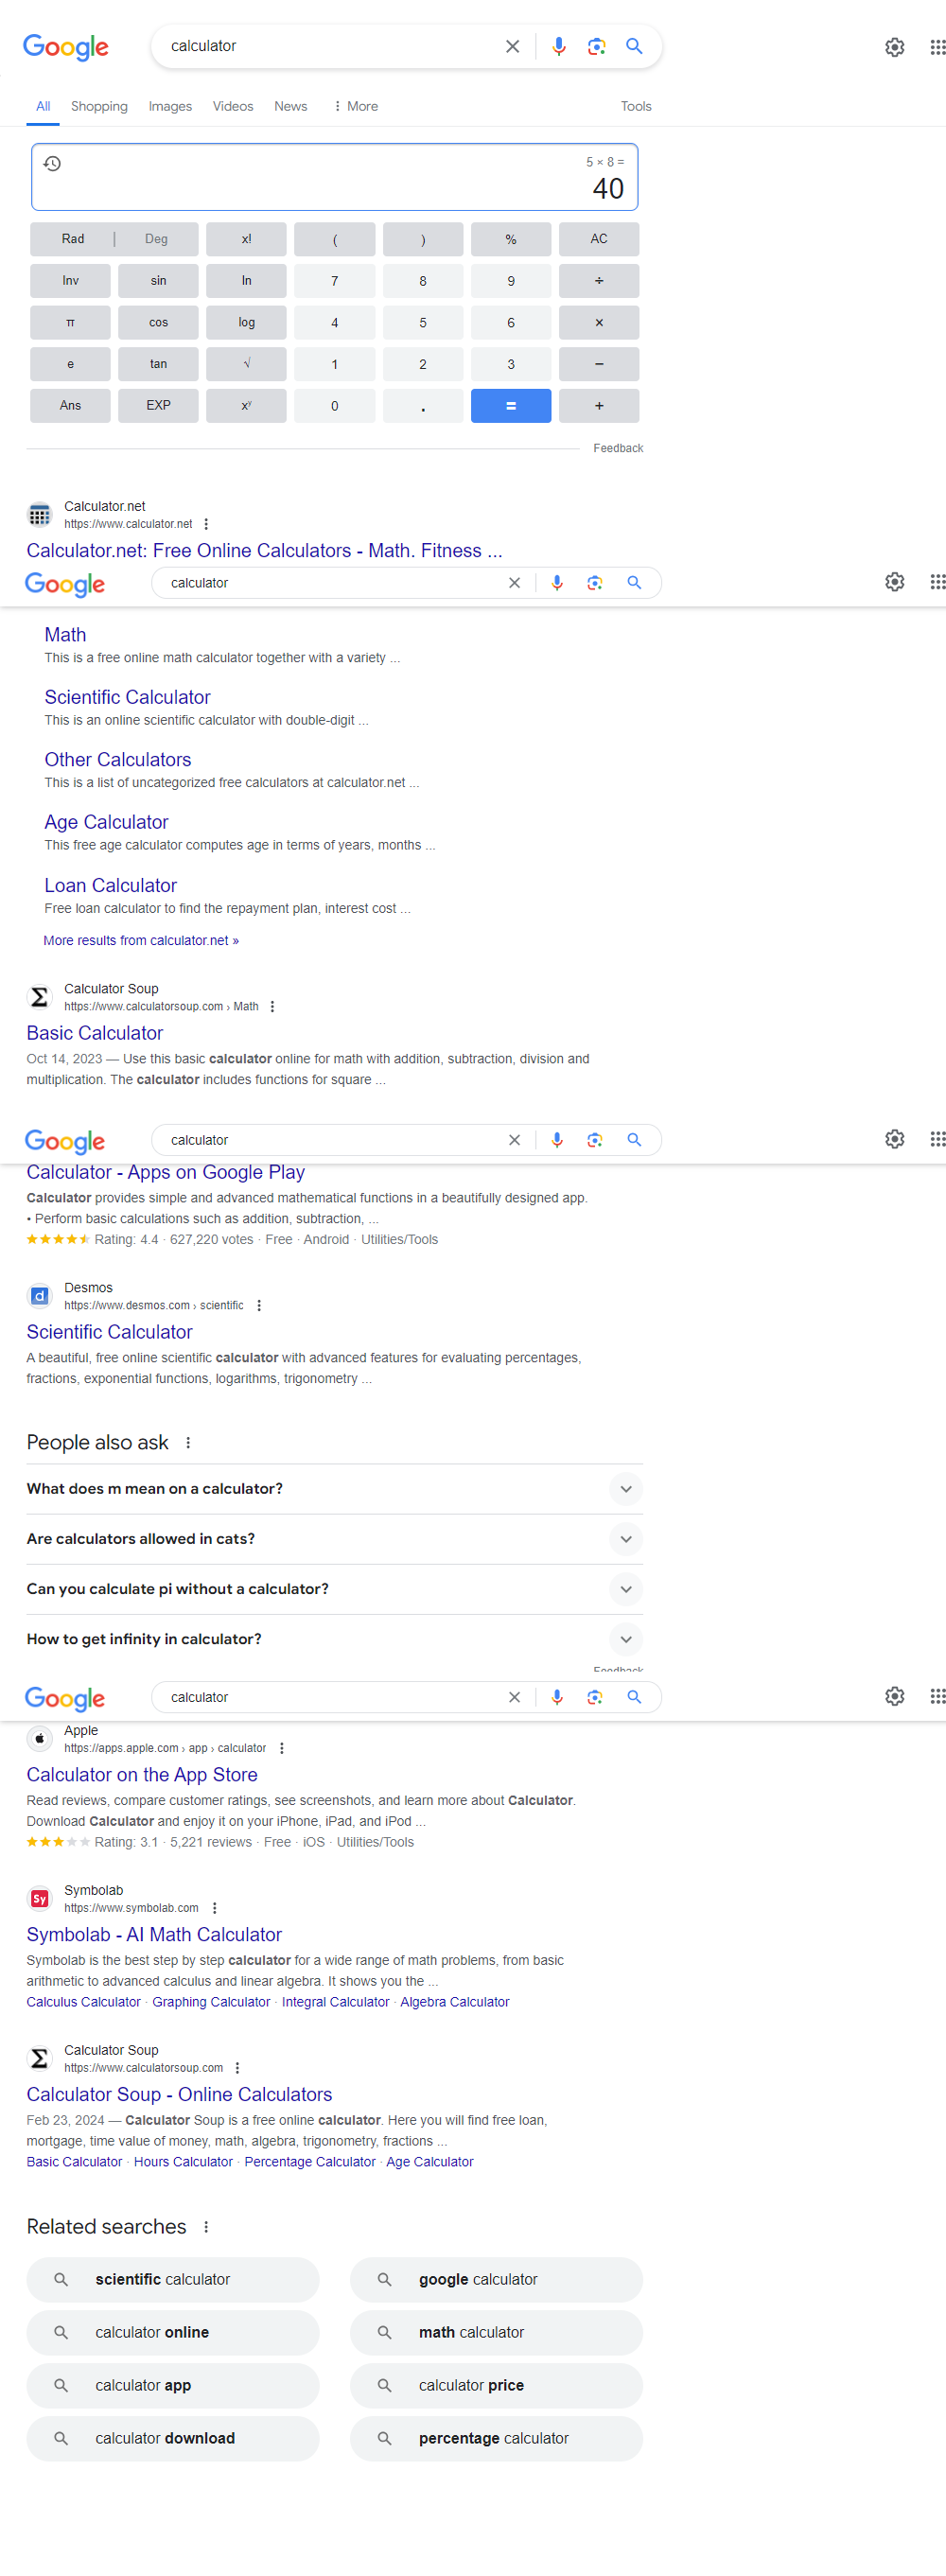 Google calculator
All Shopping Images Videos News More Tools
5 × 8 =
40
Rad | Deg x! ( ) % AC
Inv sin ln 7 8 9 ÷
π cos log 4 5 6 ×
e tan √ 1 2 3 −
Ans EXP xʸ 0 . = +
Feedback
Calculator.net
https://www.calculator.net
Calculator.net: Free Online Calculators - Math. Fitness ...
Google calculator
Math
This is a free online math calculator together with a variety ...
Scientific Calculator
This is an online scientific calculator with double-digit ...
Other Calculators
This is a list of uncategorized free calculators at calculator.net ...
Age Calculator
This free age calculator computes age in terms of years, months ...
Loan Calculator
Free loan calculator to find the repayment plan, interest cost ...
More results from calculator.net »
Calculator Soup
https://www.calculatorsoup.com › Math
Basic Calculator
Oct 14, 2023 — Use this basic calculator online for math with addition, subtraction, division and
multiplication. The calculator includes functions for square ...
Google calculator
Calculator - Apps on Google Play
Calculator provides simple and advanced mathematical functions in a beautifully designed app.
• Perform basic calculations such as addition, subtraction, ...
Rating: 4.4 · 627,220 votes · Free · Android · Utilities/Tools
d Desmos
https://www.desmos.com › scientific
Scientific Calculator
A beautiful, free online scientific calculator with advanced features for evaluating percentages,
fractions, exponential functions, logarithms, trigonometry ...
People also ask
What does m mean on a calculator?
Are calculators allowed in cats?
Can you calculate pi without a calculator?
How to get infinity in calculator?
Feedback
Google calculator
Apple
https://apps.apple.com › app › calculator
Calculator on the App Store
Read reviews, compare customer ratings, see screenshots, and learn more about Calculator.
Download Calculator and enjoy it on your iPhone, iPad, and iPod ...
Rating: 3.1 · 5,221 reviews · Free · iOS · Utilities/Tools
Sy Symbolab
https://www.symbolab.com
Symbolab - AI Math Calculator
Symbolab is the best step by step calculator for a wide range of math problems, from basic
arithmetic to advanced calculus and linear algebra. It shows you the ...
Calculus Calculator · Graphing Calculator · Integral Calculator · Algebra Calculator
Calculator Soup
https://www.calculatorsoup.com
Calculator Soup - Online Calculators
Feb 23, 2024 — Calculator Soup is a free online calculator. Here you will find free loan,
mortgage, time value of money, math, algebra, trigonometry, fractions ...
Basic Calculator · Hours Calculator · Percentage Calculator · Age Calculator
Related searches
scientific calculator google calculator
calculator online math calculator
calculator app calculator price
calculator download percentage calculator